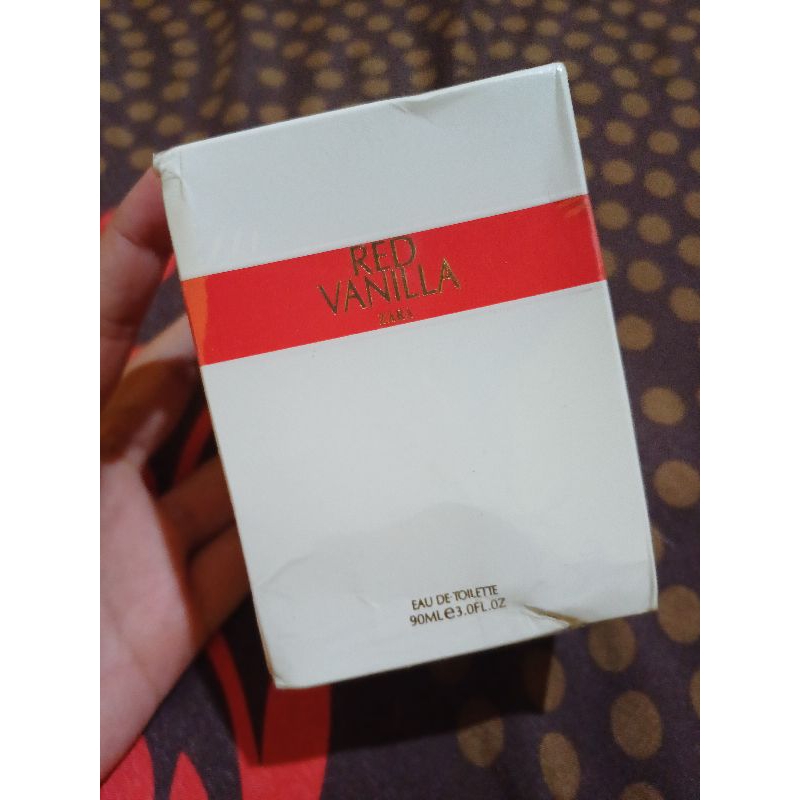 RED
VANILLA
ZARA
EAU DE TOILETTE
90ML℮3.0FL.OZ